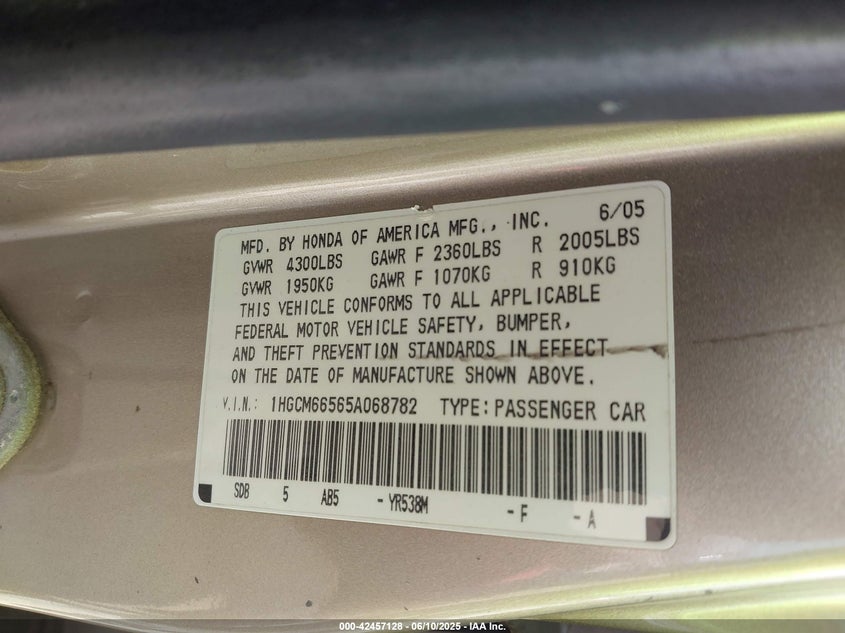 MFD. BY HONDA OF AMERICA MFG., INC. 6/05
GVWR 4300LBS GAWR F 2360LBS R 2005LBS
GVWR 1950KG GAWR F 1070KG R 910KG
THIS VEHICLE CONFORMS TO ALL APPLICABLE
FEDERAL MOTOR VEHICLE SAFETY, BUMPER,
AND THEFT PREVENTION STANDARDS IN EFFECT
ON THE DATE OF MANUFACTURE SHOWN ABOVE.
V.I.N.: 1HGCM66565A068782 TYPE: PASSENGER CAR
SDB 5 AB5 - YR538M - F - A
000-42457128 - 06/10/2025 - IAA Inc.